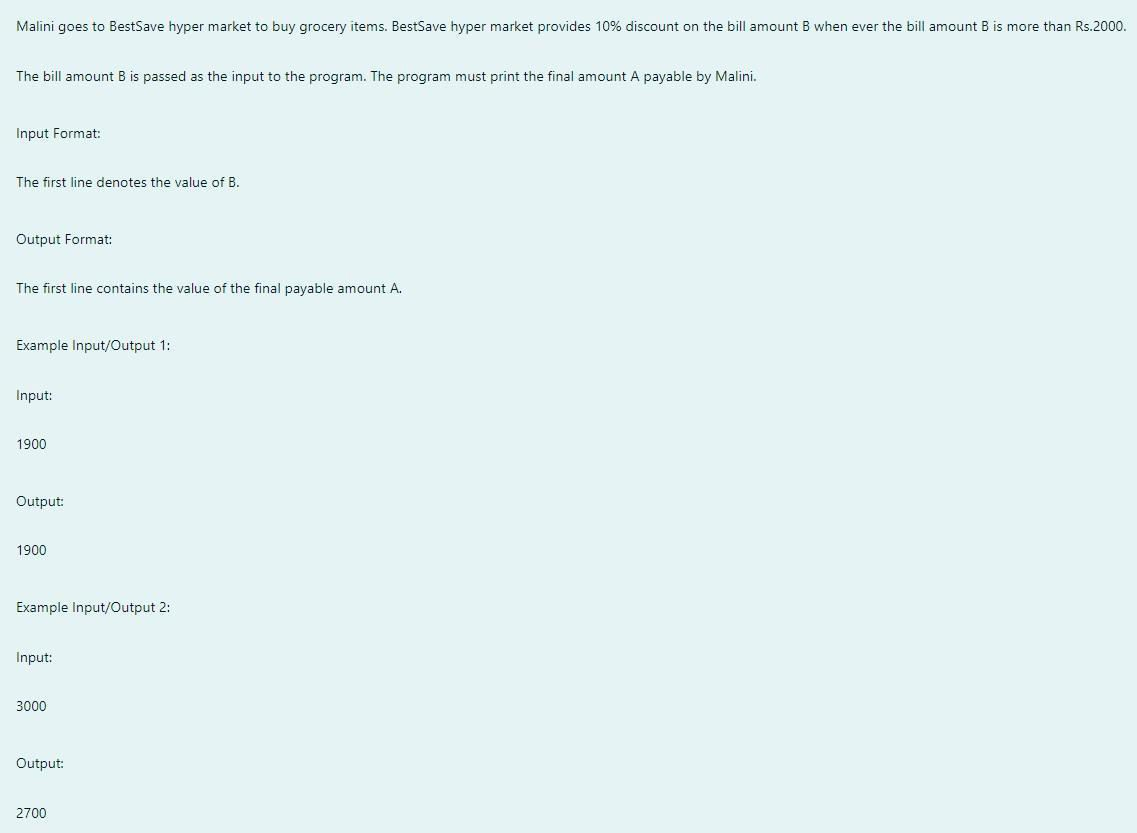 Malini goes to BestSave hyper market to buy grocery items. BestSave hyper market provides 10% discount on the bill amount B when ever the bill amount B is more than Rs.2000.
The bill amount B is passed as the input to the program. The program must print the final amount A payable by Malini.
Input Format:
The first line denotes the value of B.
Output Format:
The first line contains the value of the final payable amount A.
Example Input/Output 1:
Input:
1900
Output:
1900
Example Input/Output 2:
Input:
3000
Output:
2700